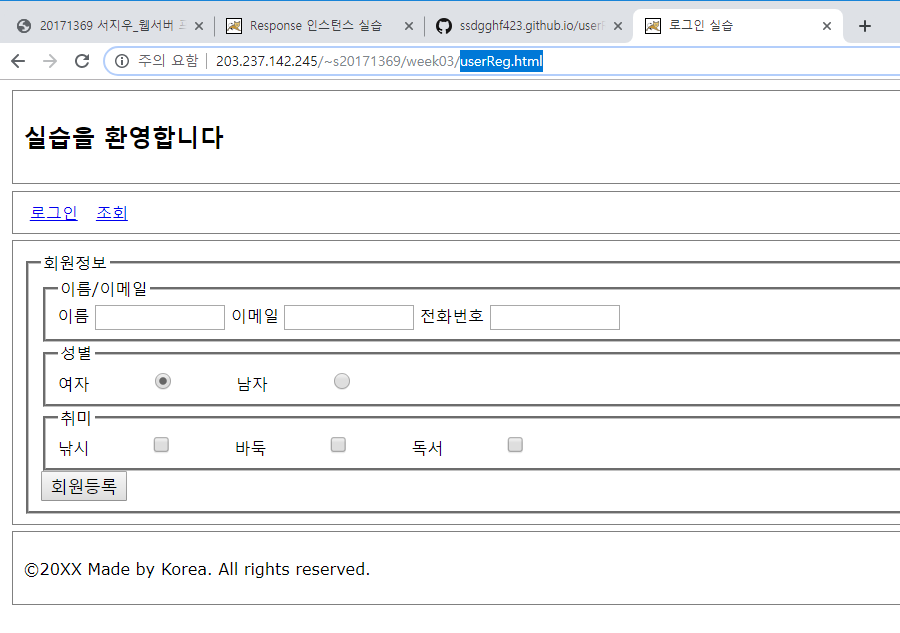 20171369 서지우_웹서버 프
Response 인스턴스 실습
ssdgghf423.github.io/userR
로그인 실습
주의 요함 | 203.237.142.245/~s20171369/week03/userReg.html
실습을 환영합니다
로그인 조회
회원정보
이름/이메일
이름 이메일 전화번호
성별
여자 남자
취미
낚시 바둑 독서
회원등록
©20XX Made by Korea. All rights reserved.